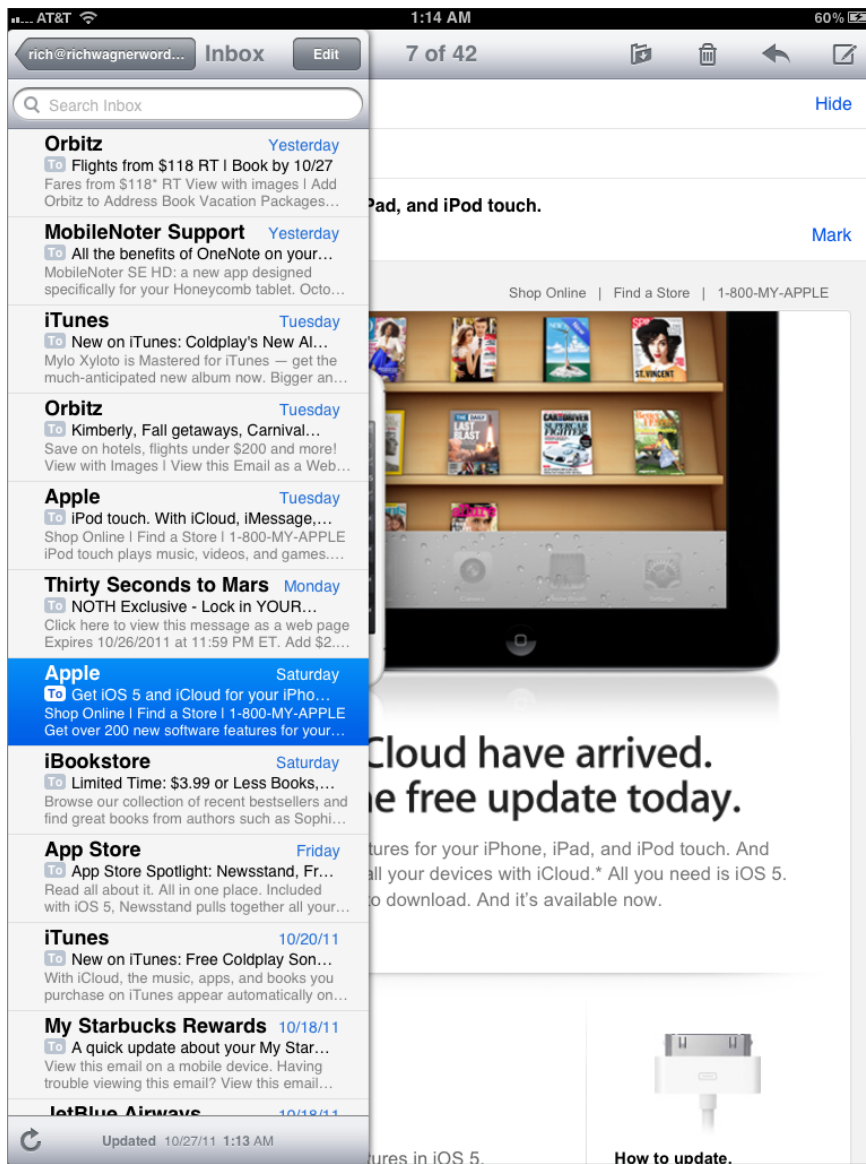 AT&T
1:14 AM
60%
rich@richwagnerword...
Inbox
Edit
7 of 42
Search Inbox
Hide
Orbitz
Yesterday
To Flights from $118 RT | Book by 10/27
Fares from $118* RT View with images | Add
Orbitz to Address Book Vacation Packages…
MobileNoter Support
Yesterday
To All the benefits of OneNote on your…
MobileNoter SE HD: a new app designed
specifically for your Honeycomb tablet. Octo…
iTunes
Tuesday
To New on iTunes: Coldplay's New Al…
Mylo Xyloto is Mastered for iTunes — get the
much-anticipated new album now. Bigger an…
Orbitz
Tuesday
To Kimberly, Fall getaways, Carnival…
Save on hotels, flights under $200 and more!
View with Images | View this Email as a Web…
Apple
Tuesday
To iPod touch. With iCloud, iMessage,…
Shop Online | Find a Store | 1-800-MY-APPLE
iPod touch plays music, videos, and games.…
Thirty Seconds to Mars
Monday
To NOTH Exclusive - Lock in YOUR…
Click here to view this message as a web page
Expires 10/26/2011 at 11:59 PM ET. Add $2.…
Apple
Saturday
To Get iOS 5 and iCloud for your iPho…
Shop Online | Find a Store | 1-800-MY-APPLE
Get over 200 new software features for your…
iBookstore
Saturday
To Limited Time: $3.99 or Less Books,…
Browse our collection of recent bestsellers and
find great books from authors such as Sophi…
App Store
Friday
To App Store Spotlight: Newsstand, Fr…
Read all about it. All in one place. Included
with iOS 5, Newsstand pulls together all your…
iTunes
10/20/11
To New on iTunes: Free Coldplay Son…
With iCloud, the music, apps, and books you
purchase on iTunes appear automatically on…
My Starbucks Rewards
10/18/11
To A quick update about your My Star…
View this email on a mobile device. Having
trouble viewing this email? View this email…
JetBlue Airways
10/18/11
Updated 10/27/11 1:13 AM
Pad, and iPod touch.
Mark
Shop Online | Find a Store | 1-800-MY-APPLE
ST. VINCENT
THE DAILY
LAST
BLAST
CAR AND DRIVER
SUPERCAR
FIGHTER
Settings
Cloud have arrived.
e free update today.
tures for your iPhone, iPad, and iPod touch. And
all your devices with iCloud.* All you need is iOS 5.
o download. And it's available now.
tures in iOS 5.
How to update.